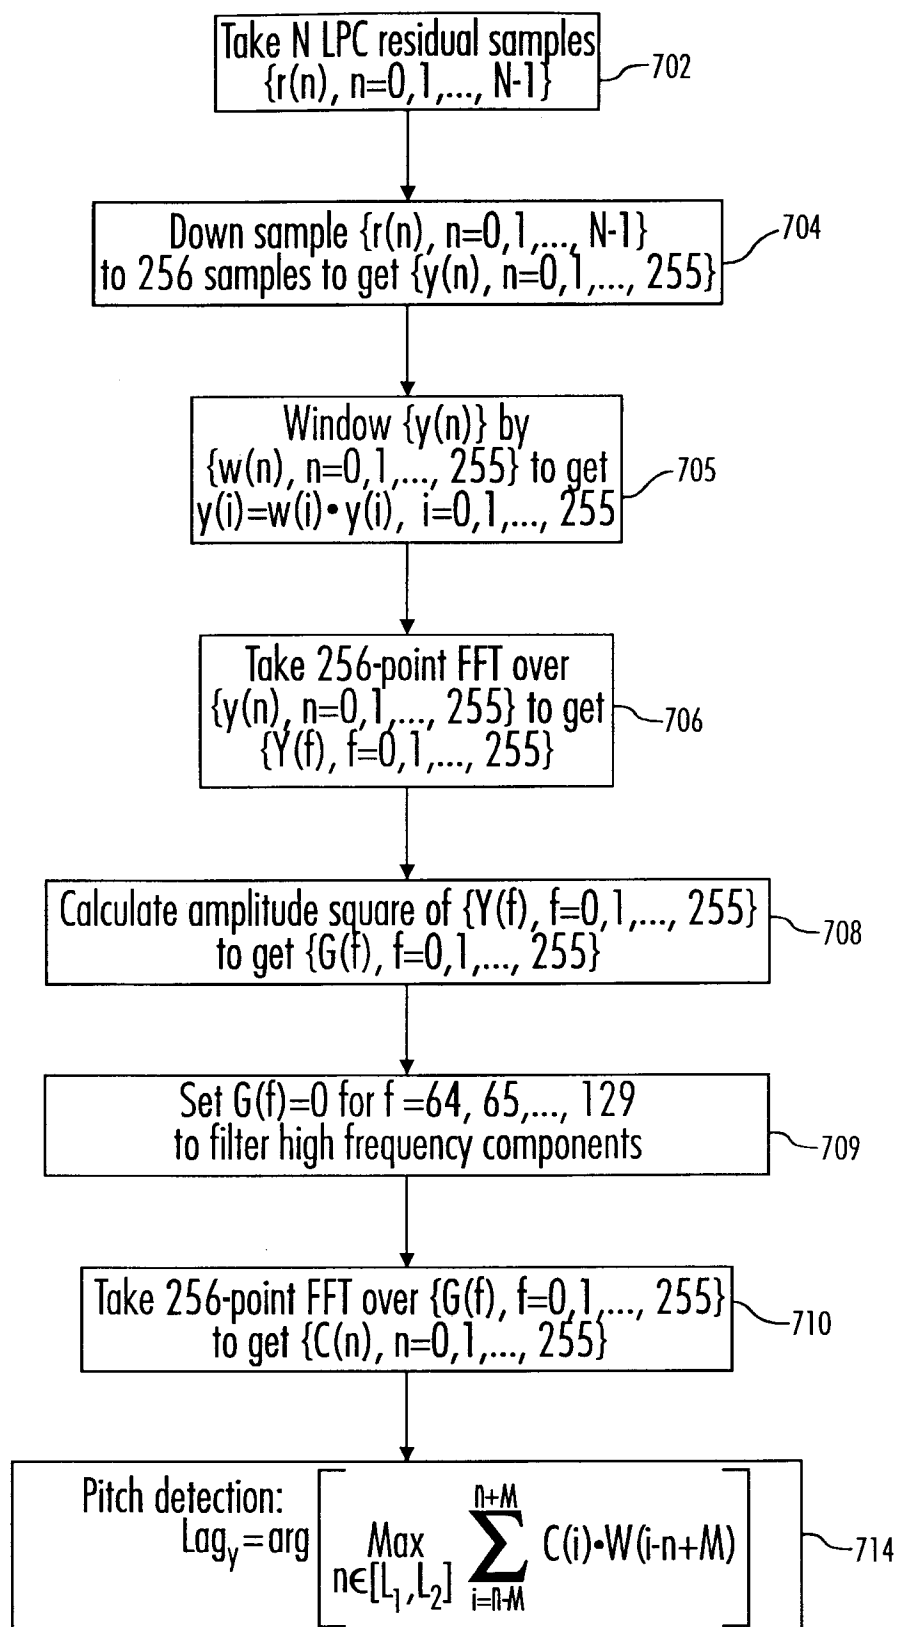 Take N LPC residual samples
{r(n), n=0,1,..., N-1}
702
Down sample {r(n), n=0,1,..., N-1}
to 256 samples to get {y(n), n=0,1,..., 255}
704
Window {y(n)} by
{w(n), n=0,1,..., 255} to get
y(i)=w(i)•y(i), i=0,1,..., 255
705
Take 256-point FFT over
{y(n), n=0,1,..., 255} to get
{Y(f), f=0,1,..., 255}
706
Calculate amplitude square of {Y(f), f=0,1,..., 255}
to get {G(f), f=0,1,..., 255}
708
Set G(f)=0 for f =64, 65,..., 129
to filter high frequency components
709
Take 256-point FFT over {G(f), f=0,1,..., 255}
to get {C(n), n=0,1,..., 255}
710
Pitch detection:
Lag_y=arg [ Max n∈[L_1,L_2] n+M ∑ i=n-M C(i)•W(i-n+M) ]
714